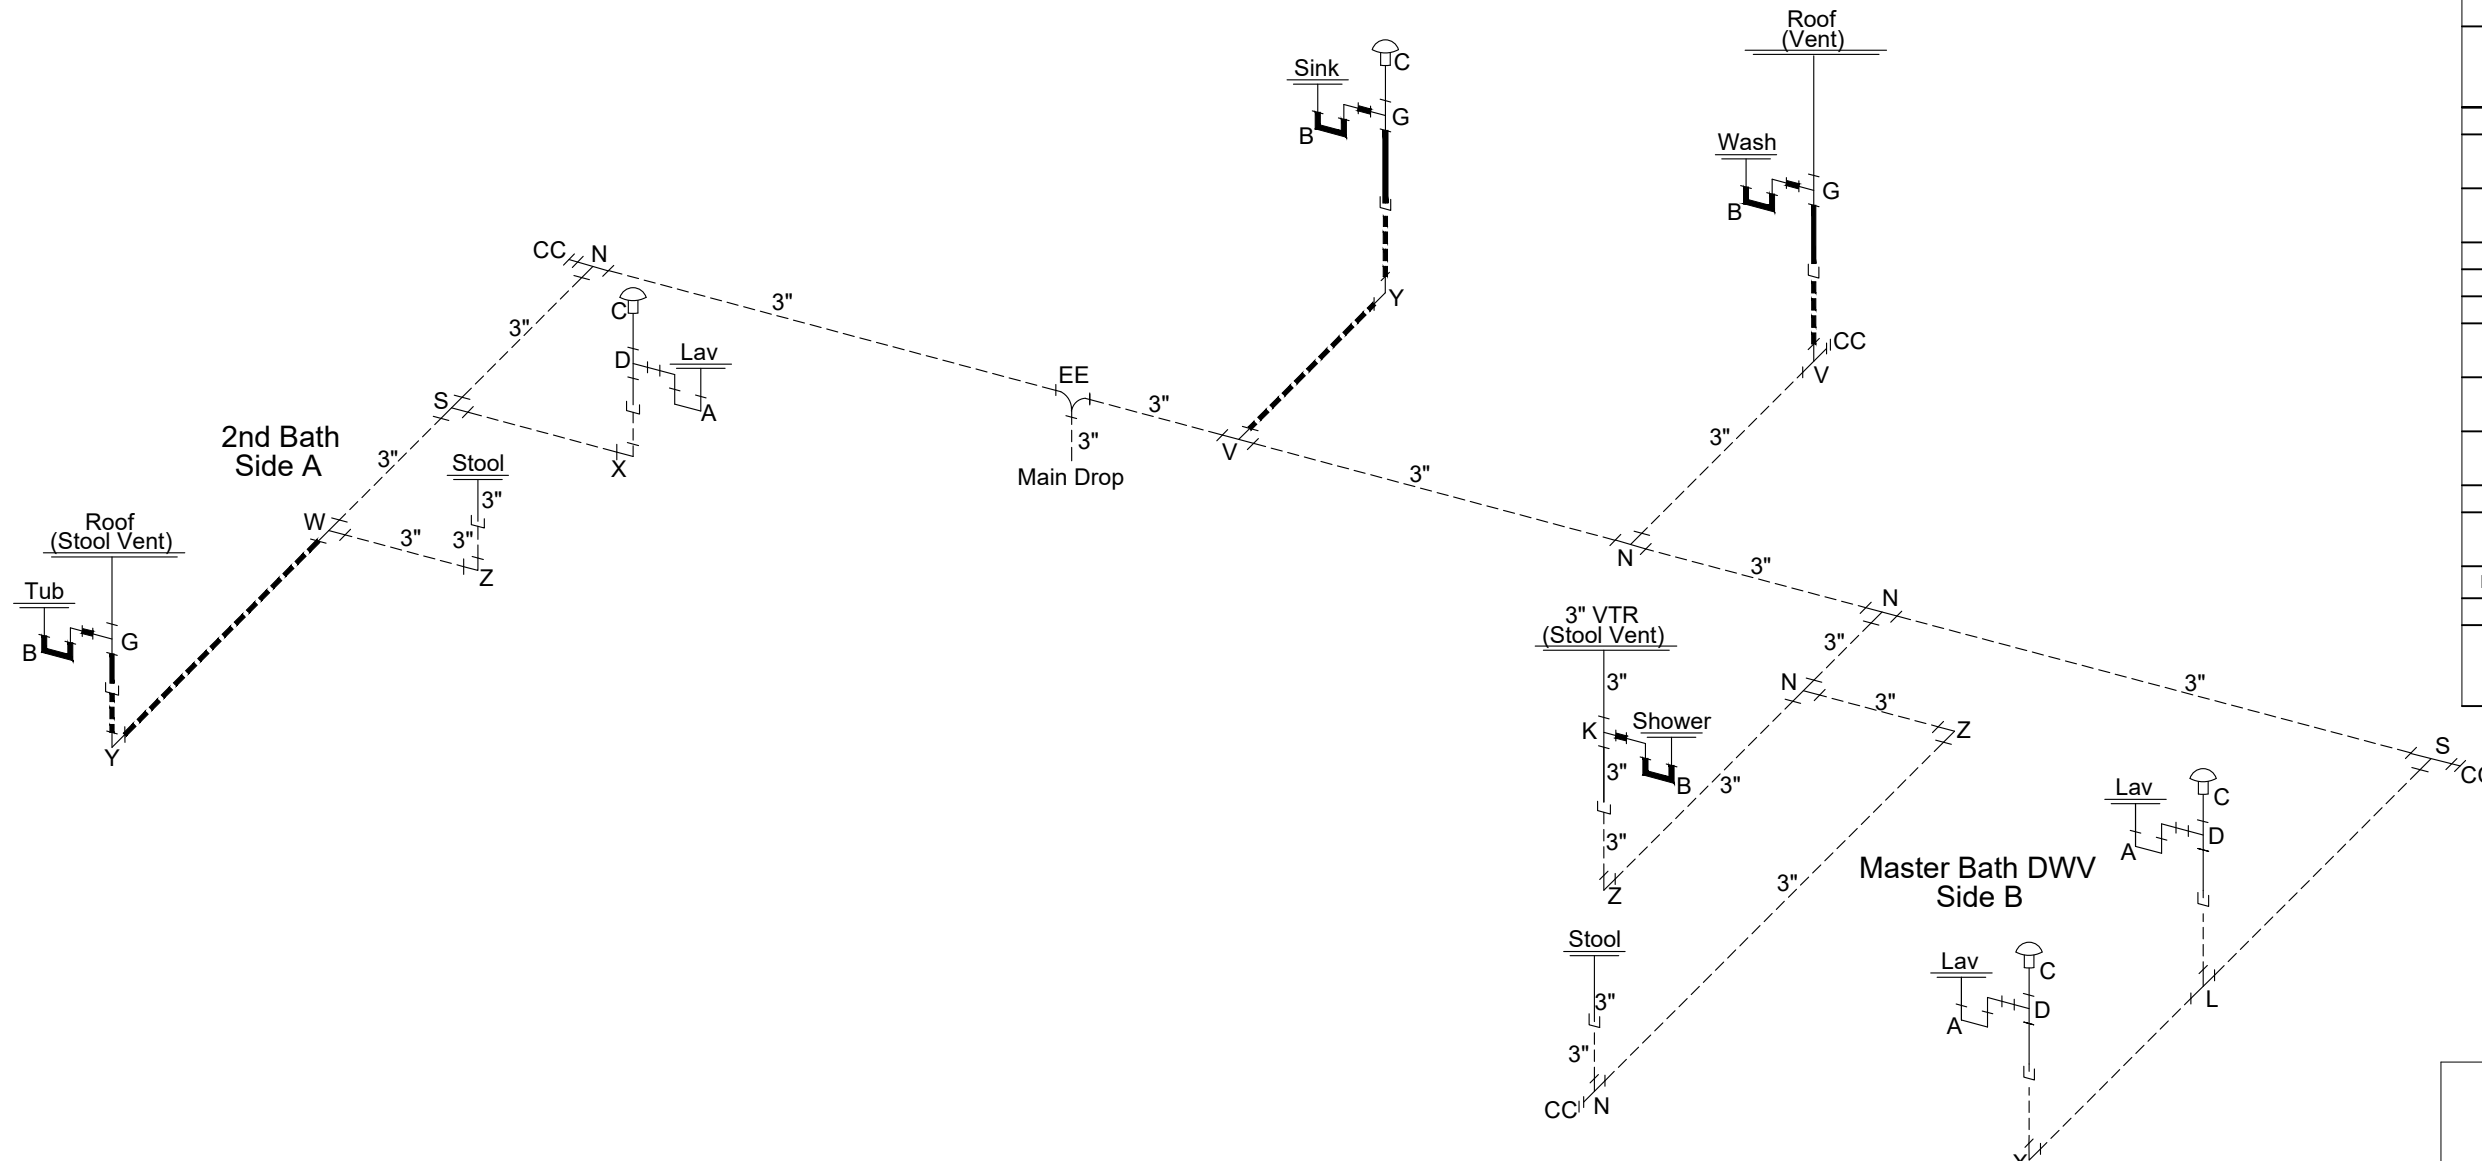 Roof
(Vent)
Sink
C
G
B
Wash
G
B
CC
N
3"
C
D
Lav
A
3"
S
X
2nd Bath
Side A
3"
Stool
3"
3"
W
3"
Z
Roof
(Stool Vent)
Tub
G
B
Y
EE
3"
3"
Main Drop
Y
V
3"
CC
V
3"
N
3"
N
3"
3" VTR
(Stool Vent)
3"
K
Shower
3"
B
3"
Z
N
3"
Z
3"
3"
3"
S
CC
Stool
3"
3"
CC
N
Master Bath DWV
Side B
Lav
C
D
A
L
Lav
C
D
A